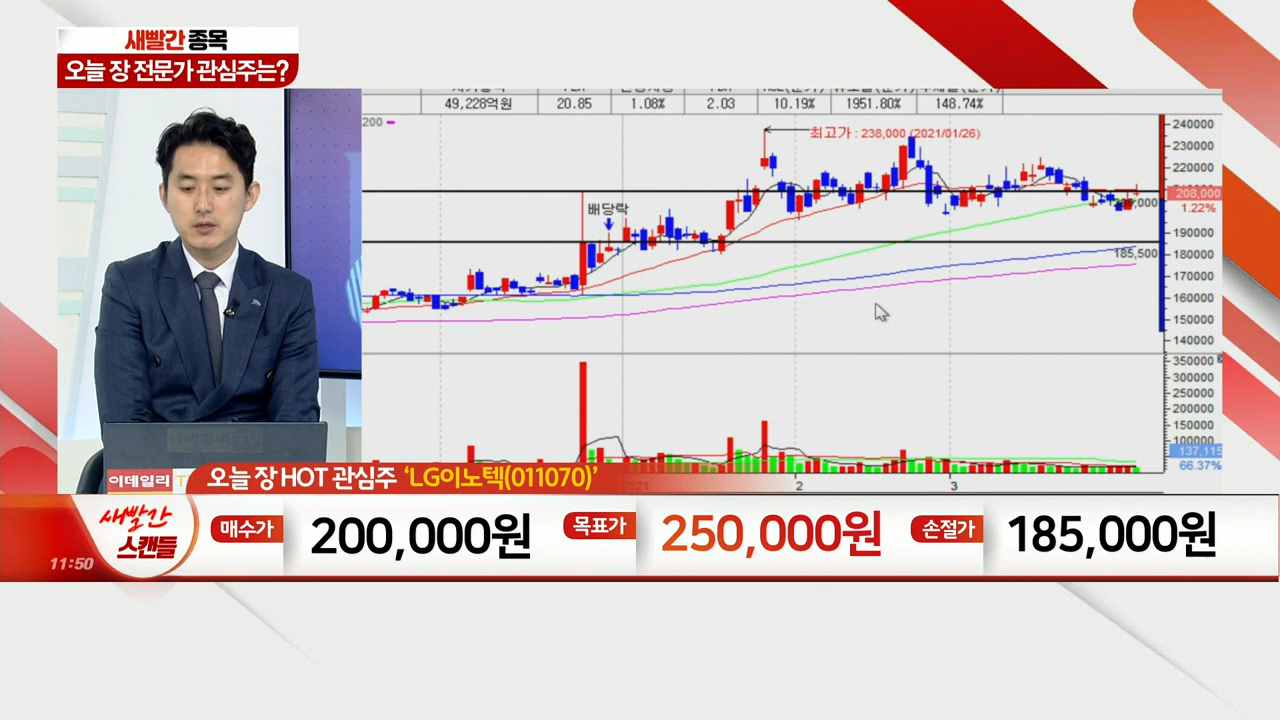 새빨간 종목
오늘 장 전문가 관심주는?
49,228억원 20.85 1.08% 2.03 10.19% 1951.80% 148.74%
200
최고가 : 238,000 (2021/01/26)
배당락
240000
230000
220000
208,000
1.22%
190000
180000
170000
160000
150000
140000
185,500
350000
300000
250000
200000
150000
100000
137,115
66.37%
2
3
이데일리 T
오늘 장 HOT 관심주 ‘LG이노텍(011070)’
새빨간
스캔들
11:50
매수가 200,000원 목표가 250,000원 손절가 185,000원